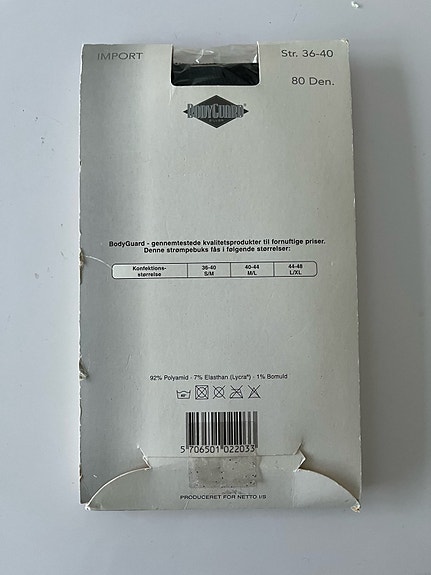 IMPORT
Str. 36-40
80 Den.
BODYGUARD
BodyGuard - gennemtestede kvalitetsprodukter til fornuftige priser.
Denne strømpebuks fås i følgende størrelser:
Konfektions-
størrelse
36-40
S/M
40-44
M/L
44-48
L/XL
92% Polyamid · 7% Elasthan (Lycra®) · 1% Bomuld
5 706501 022033
PRODUCERET FOR NETTO I/S